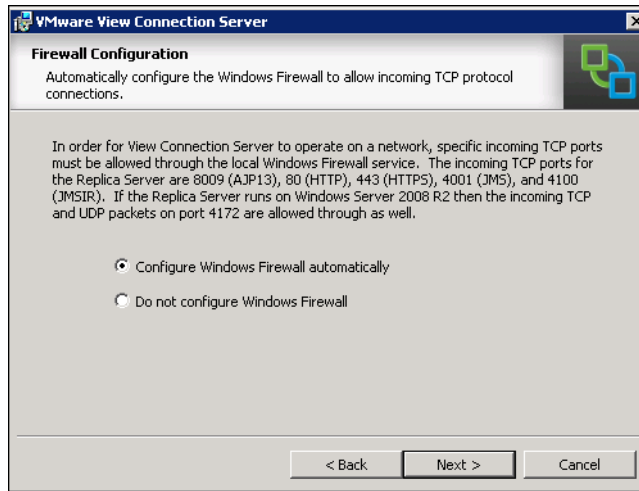 VMware View Connection Server
Firewall Configuration
Automatically configure the Windows Firewall to allow incoming TCP protocol
connections.
In order for View Connection Server to operate on a network, specific incoming TCP ports
must be allowed through the local Windows Firewall service.  The incoming TCP ports for
the Replica Server are 8009 (AJP13), 80 (HTTP), 443 (HTTPS), 4001 (JMS), and 4100
(JMSIR).  If the Replica Server runs on Windows Server 2008 R2 then the incoming TCP
and UDP packets on port 4172 are allowed through as well.
Configure Windows Firewall automatically
Do not configure Windows Firewall
< Back Next > Cancel